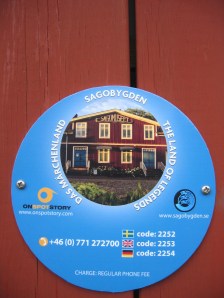 SAGOBYGDEN
DAS MÄRCHENLAND
THE LAND OF LEGENDS
ONSPOTSTORY
www.onspotstory.com
www.sagobygden.se
+46 (0) 771 272700
code: 2252
code: 2253
code: 2254
CHARGE: REGULAR PHONE FEE